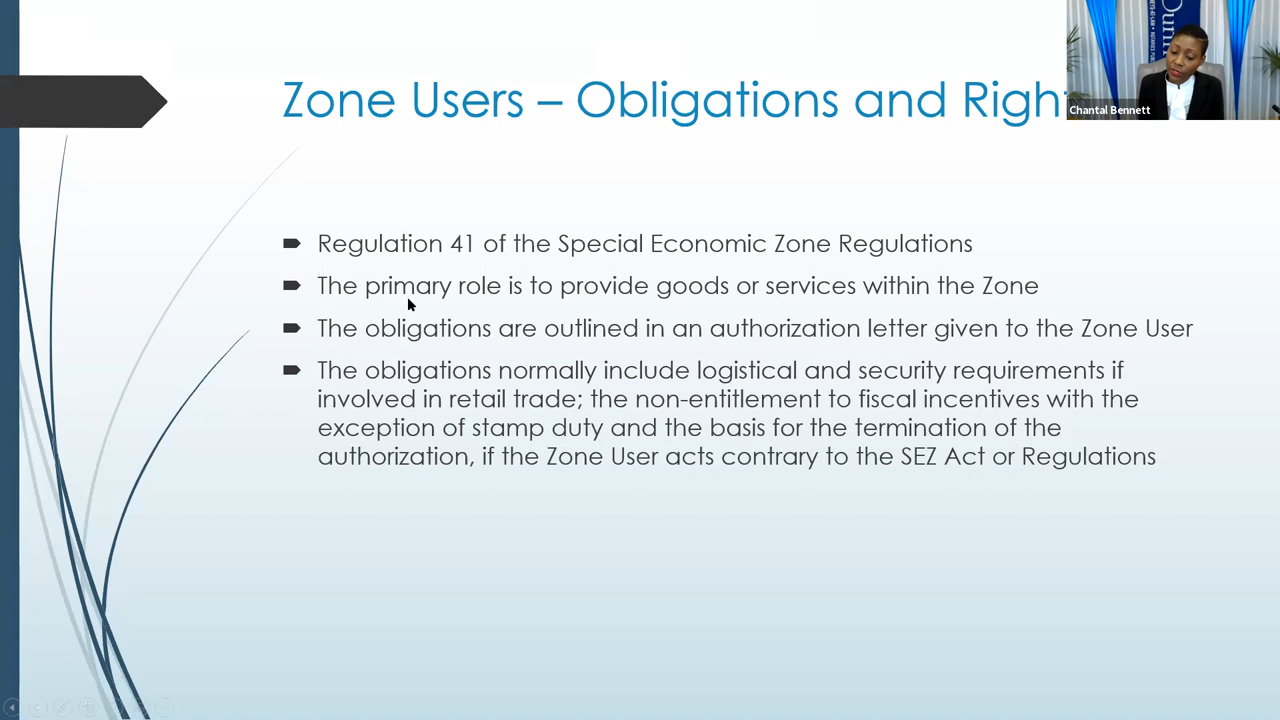 Zone Users – Obligations and Righ
Chantal Bennett
Regulation 41 of the Special Economic Zone Regulations
The primary role is to provide goods or services within the Zone
The obligations are outlined in an authorization letter given to the Zone User
The obligations normally include logistical and security requirements if
involved in retail trade; the non-entitlement to fiscal incentives with the
exception of stamp duty and the basis for the termination of the
authorization, if the Zone User acts contrary to the SEZ Act or Regulations